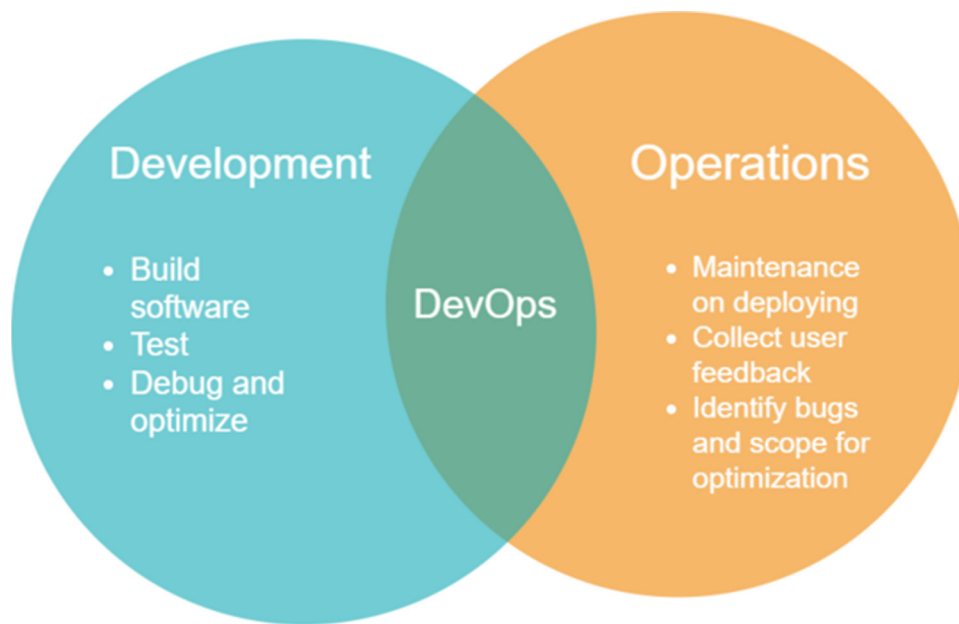 Development
• Build
software
• Test
• Debug and
optimize
DevOps
Operations
• Maintenance
on deploying
• Collect user
feedback
• Identify bugs
and scope for
optimization